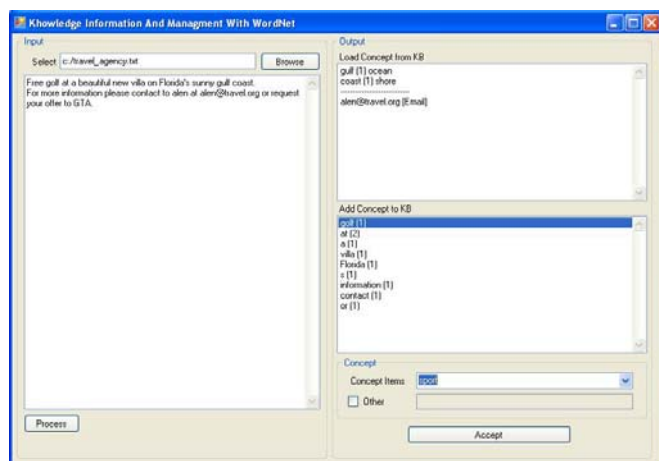 Khowledge Information And Managment With WordNet
Input
Select c:/travel_agency.txt Browse
Free golf at a beautiful new villa on Florida's sunny gulf coast.
For more information please contact to alen at alen@travel.org or request
your offer to GTA.
Process
Output
Load Concept from KB
gulf (1) ocean
coast (1) shore
----------------------------
alen@travel.org [Email]
Add Concept to KB
golf (1)
at (2)
a (1)
villa (1)
Florida (1)
s (1)
information (1)
contact (1)
or (1)
Concept
Concept Items sport
Other
Accept